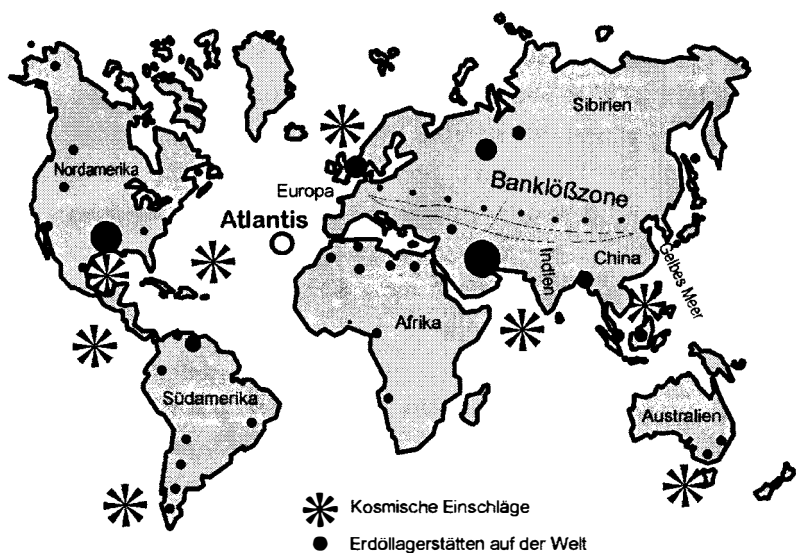 Sibirien
Nordamerika
Europa
Banklößzone
Atlantis
China
Indien
Gelbes Meer
Afrika
Südamerika
Australien
Kosmische Einschläge
Erdöllagerstätten auf der Welt